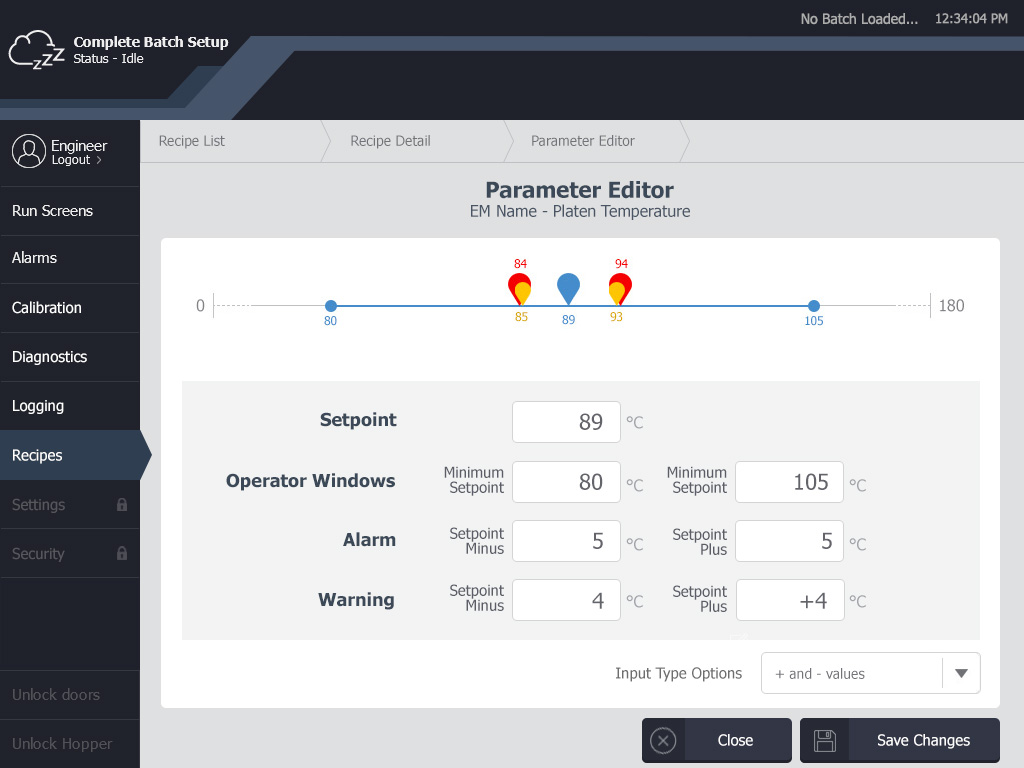 No Batch Loaded... 12:34:04 PM
zzz
Complete Batch Setup
Status - Idle
Engineer
Logout >
Recipe List
Recipe Detail
Parameter Editor
Parameter Editor
EM Name - Platen Temperature
Run Screens
Alarms
Calibration
Diagnostics
Logging
Recipes
Settings
Security
Unlock doors
Unlock Hopper
84 94
0 180
80 85 89 93 105
Setpoint 89 °C
Operator Windows
Minimum
Setpoint
80 °C
Minimum
Setpoint
105 °C
Alarm
Setpoint
Minus
5 °C
Setpoint
Plus
5 °C
Warning
Setpoint
Minus
4 °C
Setpoint
Plus
+4 °C
Input Type Options
+ and - values
Close
Save Changes